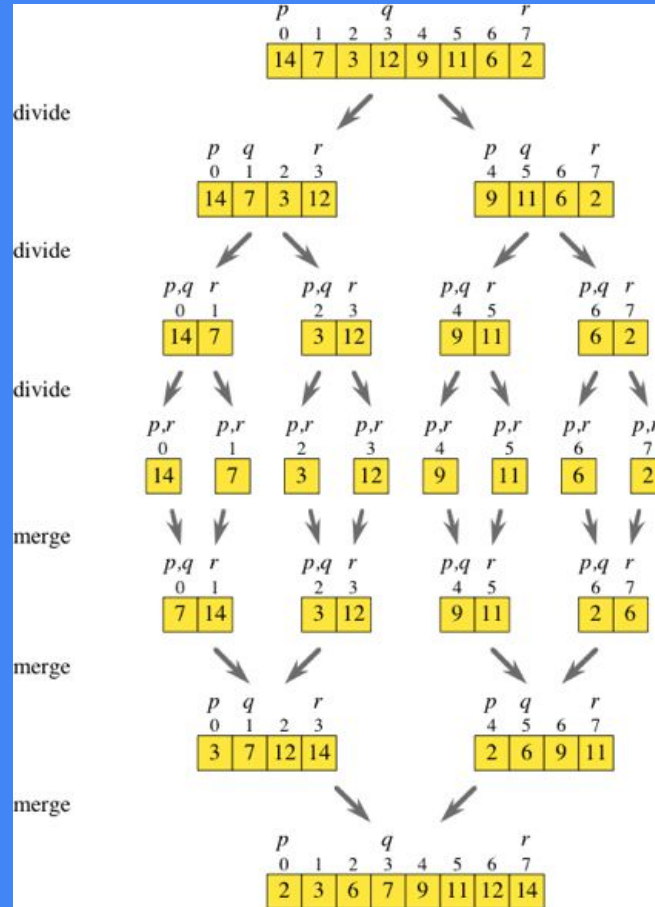 p q r
0 1 2 3 4 5 6 7
14 7 3 12 9 11 6 2
divide
p q r p q r
0 1 2 3 4 5 6 7
14 7 3 12 9 11 6 2
divide
p,q r p,q r p,q r p,q r
0 1 2 3 4 5 6 7
14 7 3 12 9 11 6 2
divide
p,r p,r p,r p,r p,r p,r p,r p,r
0 1 2 3 4 5 6 7
14 7 3 12 9 11 6 2
merge
p,q r p,q r p,q r p,q r
0 1 2 3 4 5 6 7
7 14 3 12 9 11 2 6
merge
p q r p q r
0 1 2 3 4 5 6 7
3 7 12 14 2 6 9 11
merge
p q r
0 1 2 3 4 5 6 7
2 3 6 7 9 11 12 14